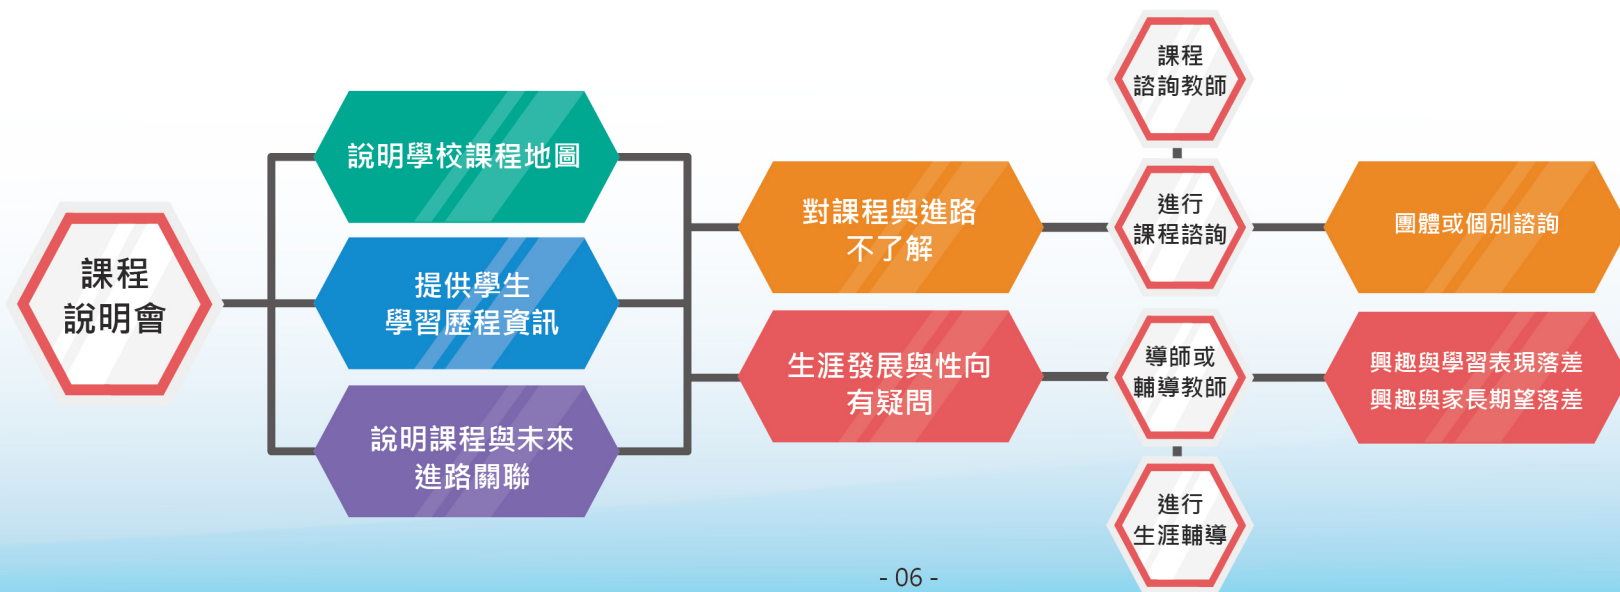 課程
說明會
說明學校課程地圖
提供學生
學習歷程資訊
說明課程與未來
進路關聯
對課程與進路
不了解
生涯發展與性向
有疑問
課程
諮詢教師
進行
課程諮詢
導師或
輔導教師
進行
生涯輔導
團體或個別諮詢
興趣與學習表現落差
興趣與家長期望落差
- 06 -